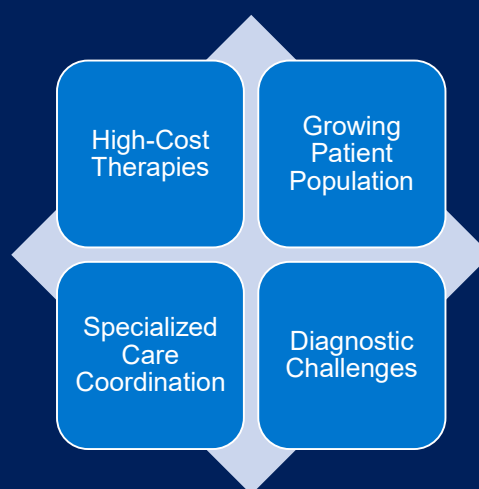 High-Cost
Therapies
Growing
Patient
Population
Specialized
Care
Coordination
Diagnostic
Challenges